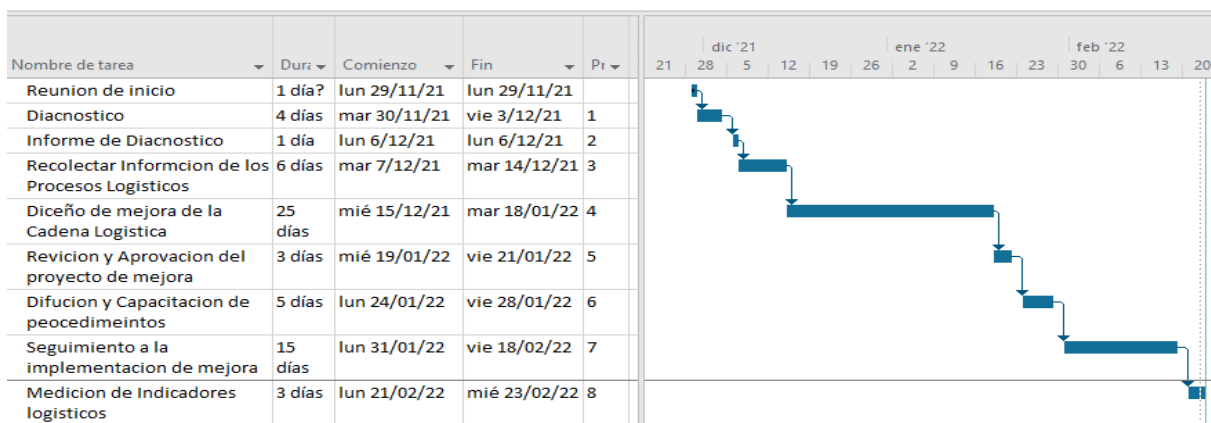 dic '21 ene '22 feb '22
Nombre de tarea Dura Comienzo Fin Pr 21 28 5 12 19 26 2 9 16 23 30 6 13 20
Reunion de inicio 1 día? lun 29/11/21 lun 29/11/21
Diacnostico 4 días mar 30/11/21 vie 3/12/21 1
Informe de Diacnostico 1 día lun 6/12/21 lun 6/12/21 2
Recolectar Informcion de los 6 días mar 7/12/21 mar 14/12/21 3
Procesos Logisticos
Diceño de mejora de la 25 mié 15/12/21 mar 18/01/22 4
Cadena Logistica días
Revicion y Aprovacion del 3 días mié 19/01/22 vie 21/01/22 5
proyecto de mejora
Difucion y Capacitacion de 5 días lun 24/01/22 vie 28/01/22 6
peocedimeintos
Seguimiento a la 15 lun 31/01/22 vie 18/02/22 7
implementacion de mejora días
Medicion de Indicadores 3 días lun 21/02/22 mié 23/02/22 8
logisticos